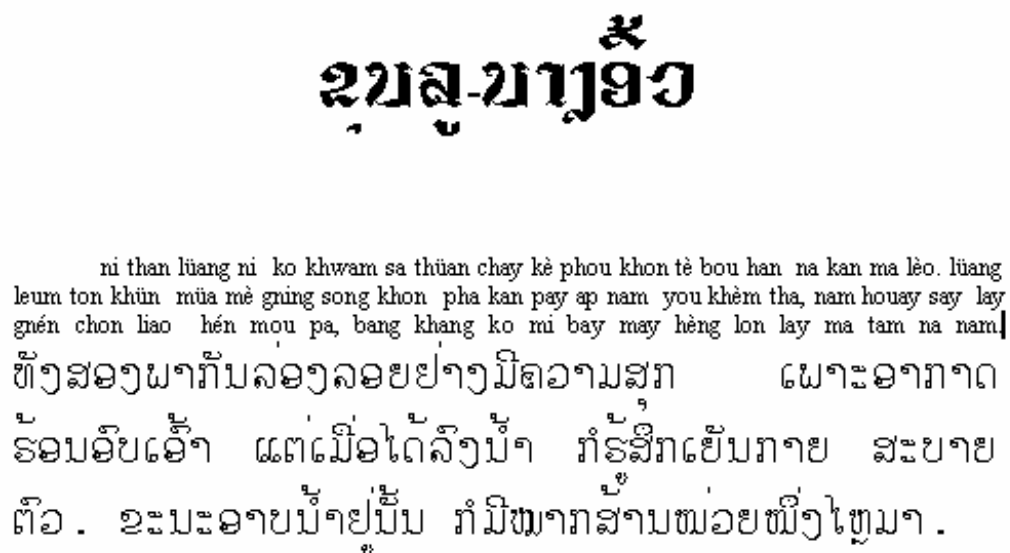 ຂຸນລູ-ນາງອົ້ວ
ni than lüang ni ko khwam sa thüan chay kè phou khon tè bou han na kan ma lèo. lüang
leum ton khün müa mè gning song khon pha kan pay ap nam you khèm tha, nam houay say lay
gnén chon liao hén mou pa, bang khang ko mi bay may hèng lon lay ma tam na nam.
ທັງສອງພາກັນລ່ອງລອຍຢ່າງມີຄວາມສຸກ ເພາະອາກາດ
ຮ້ອນອົບເອົ້າ ແຕ່ເມື່ອໄດ້ລົງນ້ຳ ກໍຮູ້ສຶກເຢັນກາຍ ສະບາຍ
ຕົວ. ຂະນະອາບນ້ຳຢູ່ນັ້ນ ກໍມີໝາກສ້ານໜ່ວຍໜຶ່ງໄຫຼມາ.